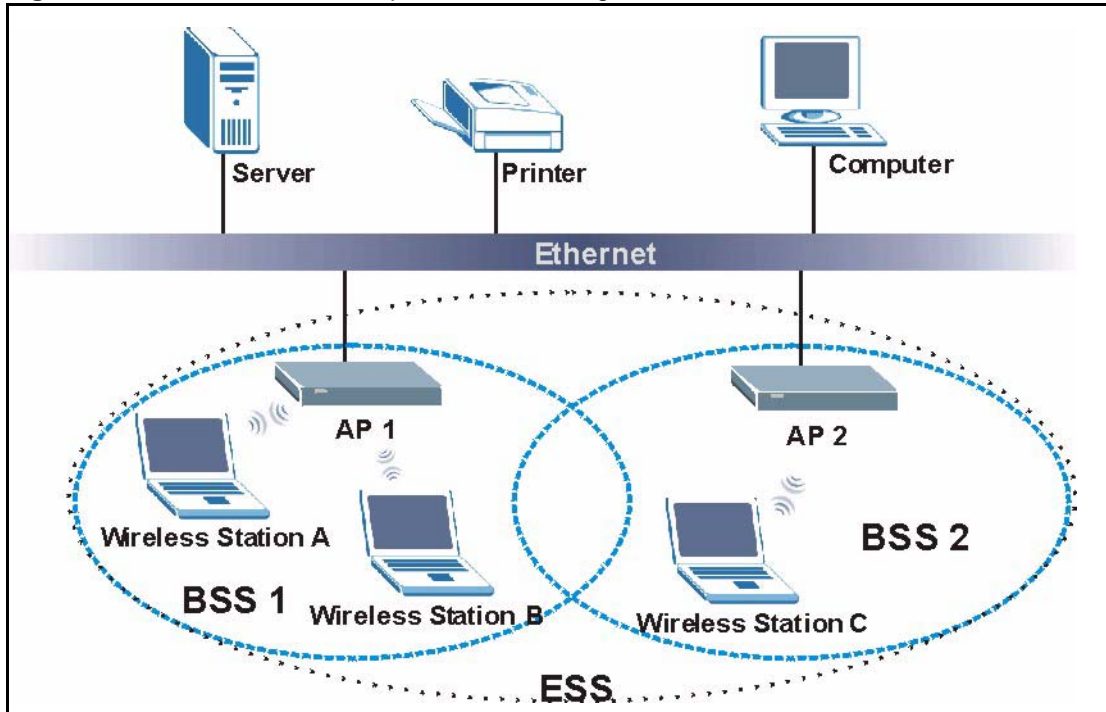 Server
Printer
Computer
Ethernet
AP 1
AP 2
Wireless Station A
BSS 2
BSS 1
Wireless Station B
Wireless Station C
ESS